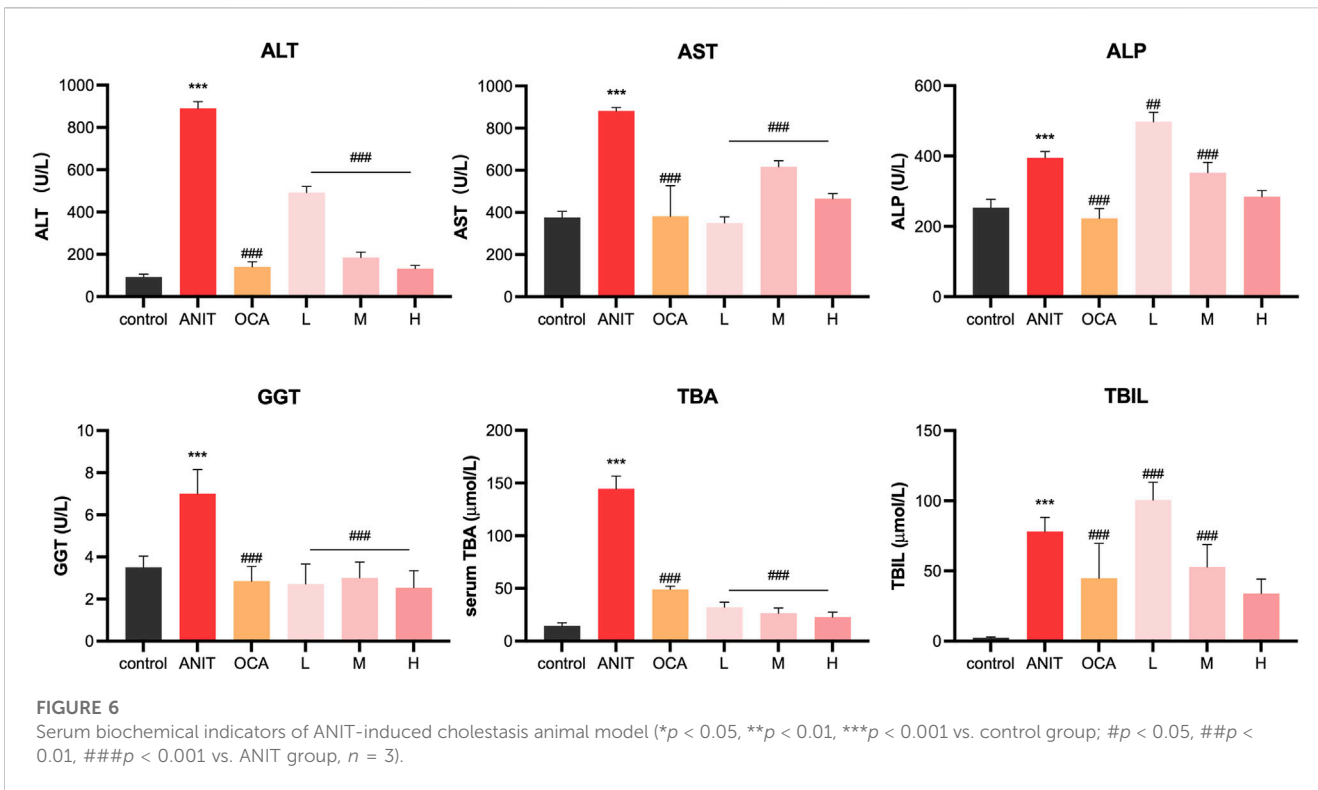 ALT
ALT (U/L)
1000
800
600
400
200
0
***
###
###
control ANIT OCA L M H
AST
AST (U/L)
1000
800
600
400
200
0
***
###
###
control ANIT OCA L M H
ALP
ALP (U/L)
600
400
200
0
***
###
##
###
control ANIT OCA L M H
GGT
GGT (U/L)
10
8
6
4
2
0
***
###
###
control ANIT OCA L M H
TBA
serum TBA (μmol/L)
200
150
100
50
0
***
###
###
control ANIT OCA L M H
TBIL
TBIL (μmol/L)
150
100
50
0
***
###
###
###
control ANIT OCA L M H
FIGURE 6
Serum biochemical indicators of ANIT-induced cholestasis animal model (*p < 0.05, **p < 0.01, ***p < 0.001 vs. control group; #p < 0.05, ##p <
0.01, ###p < 0.001 vs. ANIT group, n = 3).